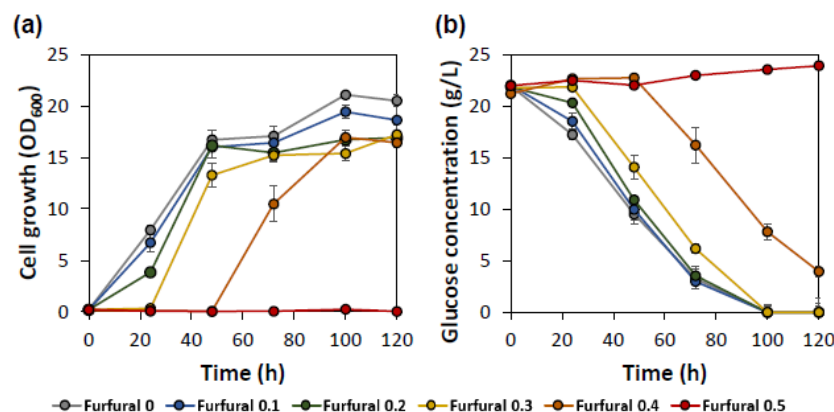 (a)
(b)
Cell growth (OD600)
25
20
15
10
5
0
0 20 40 60 80 100 120
Time (h)
Glucose concentration (g/L)
25
20
15
10
5
0
0 20 40 60 80 100 120
Time (h)
Furfural 0 Furfural 0.1 Furfural 0.2 Furfural 0.3 Furfural 0.4 Furfural 0.5